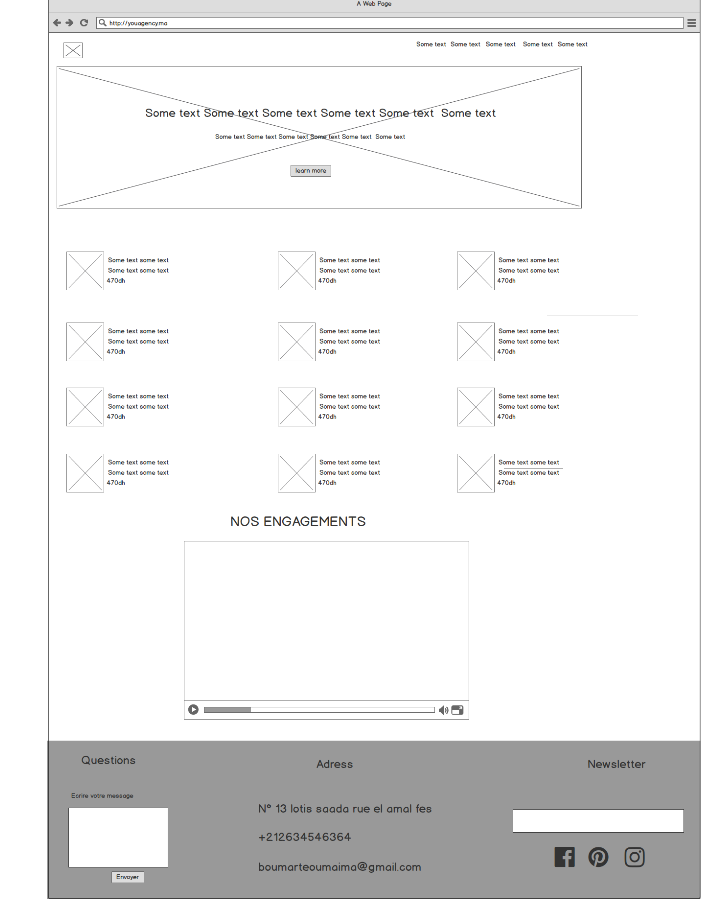 A Web Page
http://youagency.ma
Some text Some text Some text Some text Some text
Some text Some text Some text Some text Some text Some text
Some text Some text Some text Some text Some text Some text
learn more
Some text some text
Some text some text
470dh
Some text some text
Some text some text
470dh
Some text some text
Some text some text
470dh
Some text some text
Some text some text
470dh
Some text some text
Some text some text
470dh
Some text some text
Some text some text
470dh
Some text some text
Some text some text
470dh
Some text some text
Some text some text
470dh
Some text some text
Some text some text
470dh
Some text some text
Some text some text
470dh
Some text some text
Some text some text
470dh
Some text some text
Some text some text
470dh
NOS ENGAGEMENTS
Questions
Ecrire votre message
Envoyer
Adress
N° 13 lotis saada rue el amal fes
+212634546364
boumarteoumaima@gmail.com
Newsletter